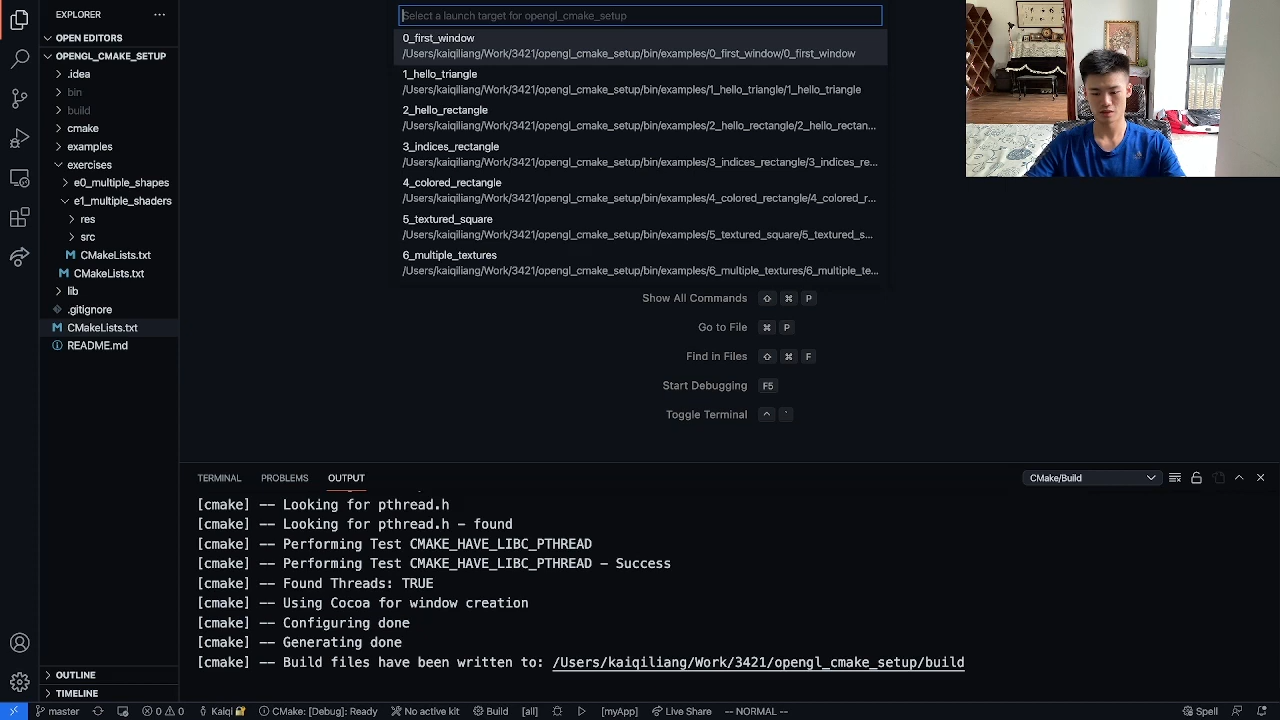 EXPLORER
OPEN EDITORS
OPENGL_CMAKE_SETUP
.idea
bin
build
cmake
examples
exercises
e0_multiple_shapes
e1_multiple_shaders
res
src
CMakeLists.txt
CMakeLists.txt
lib
.gitignore
CMakeLists.txt
README.md
OUTLINE
TIMELINE
Select a launch target for opengl_cmake_setup
0_first_window
/Users/kaiqiliang/Work/3421/opengl_cmake_setup/bin/examples/0_first_window/0_first_window
1_hello_triangle
/Users/kaiqiliang/Work/3421/opengl_cmake_setup/bin/examples/1_hello_triangle/1_hello_triangle
2_hello_rectangle
/Users/kaiqiliang/Work/3421/opengl_cmake_setup/bin/examples/2_hello_rectangle/2_hello_rectan...
3_indices_rectangle
/Users/kaiqiliang/Work/3421/opengl_cmake_setup/bin/examples/3_indices_rectangle/3_indices_re...
4_colored_rectangle
/Users/kaiqiliang/Work/3421/opengl_cmake_setup/bin/examples/4_colored_rectangle/4_colored_r...
5_textured_square
/Users/kaiqiliang/Work/3421/opengl_cmake_setup/bin/examples/5_textured_square/5_textured_s...
6_multiple_textures
/Users/kaiqiliang/Work/3421/opengl_cmake_setup/bin/examples/6_multiple_textures/6_multiple_te...
Show All Commands ⇧ ⌘ P
Go to File ⌘ P
Find in Files ⇧ ⌘ F
Start Debugging F5
Toggle Terminal ^ `
TERMINAL PROBLEMS OUTPUT CMake/Build
[cmake] -- Looking for pthread.h
[cmake] -- Looking for pthread.h - found
[cmake] -- Performing Test CMAKE_HAVE_LIBC_PTHREAD
[cmake] -- Performing Test CMAKE_HAVE_LIBC_PTHREAD - Success
[cmake] -- Found Threads: TRUE
[cmake] -- Using Cocoa for window creation
[cmake] -- Configuring done
[cmake] -- Generating done
[cmake] -- Build files have been written to: /Users/kaiqiliang/Work/3421/opengl_cmake_setup/build
master 0 0 Kaiqi CMake: [Debug]: Ready No active kit Build [all] [myApp] Live Share -- NORMAL -- Spell